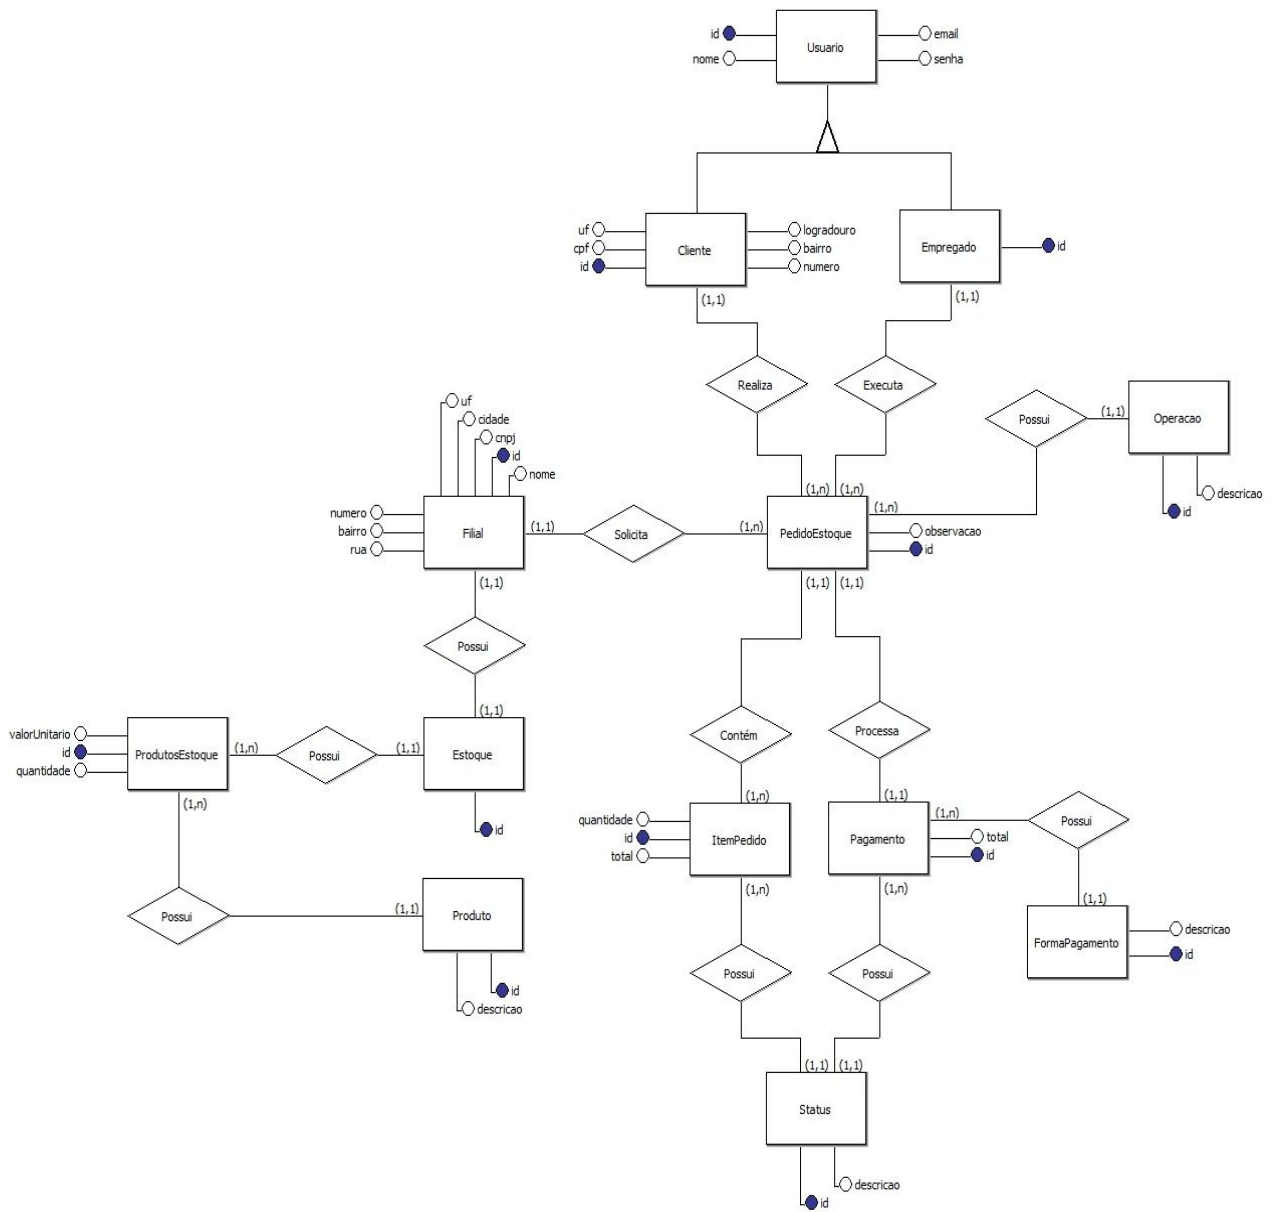 Usuario
id
nome
email
senha
Cliente
uf
cpf
id
logradouro
bairro
numero
(1,1)
Empregado
id
(1,1)
Realiza
Executa
Possui
(1,1)
Operacao
id
descricao
uf
cidade
cnpj
id
nome
numero
bairro
rua
Filial
(1,1)
Solicita
(1,n)
(1,n)
(1,n)
(1,n)
PedidoEstoque
observacao
id
(1,1)
(1,1)
(1,1)
Possui
(1,1)
valorUnitario
id
quantidade
ProdutosEstoque
(1,n)
Possui
(1,1)
Estoque
id
(1,n)
Possui
(1,1)
Produto
id
descricao
Contém
(1,n)
Processa
(1,1)
quantidade
id
total
ItemPedido
(1,n)
Pagamento
(1,n)
total
id
(1,n)
Possui
(1,1)
FormaPagamento
descricao
id
Possui
Possui
(1,1)
(1,1)
Status
descricao
id